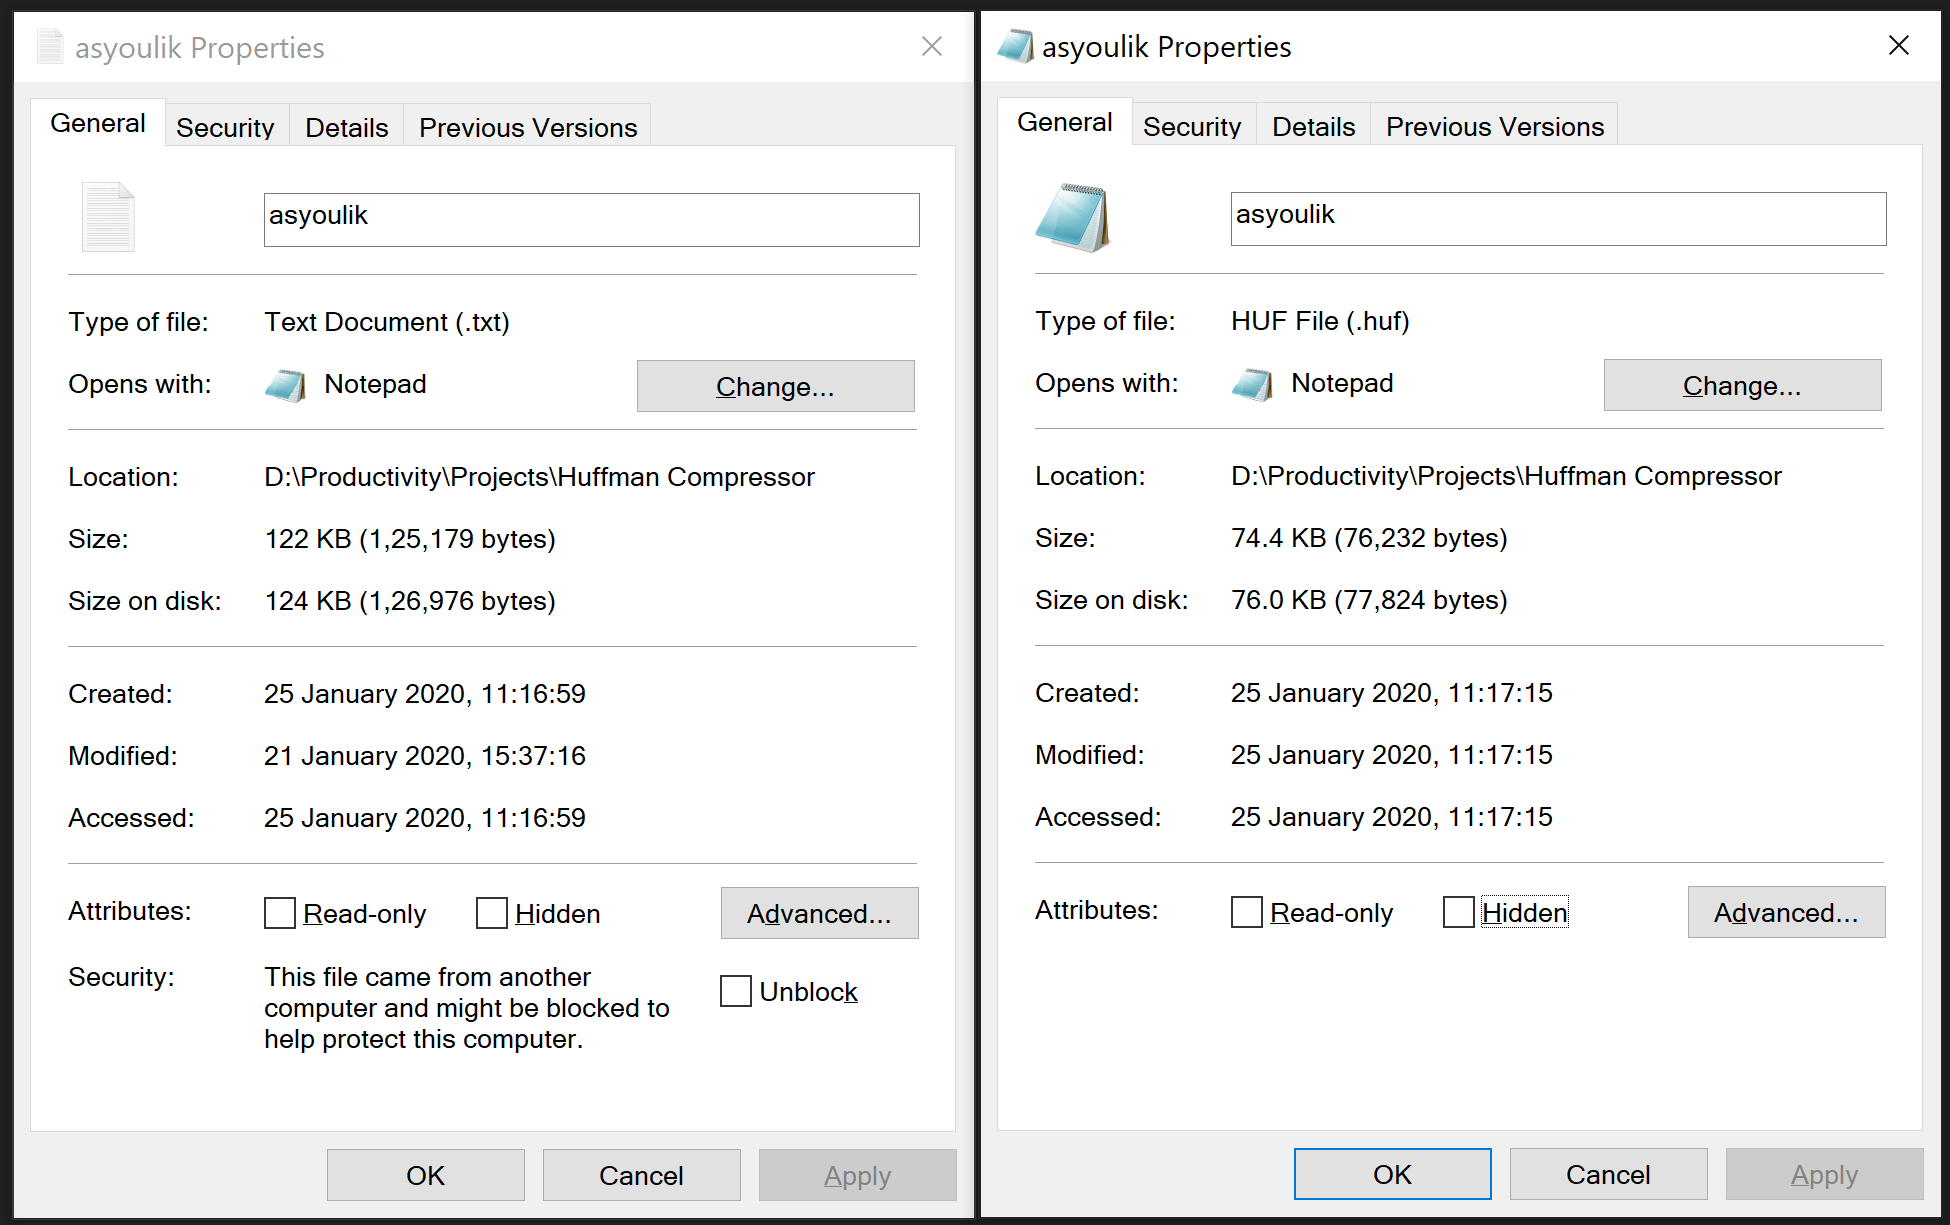 asyoulik Properties
General Security Details Previous Versions
asyoulik
Type of file: Text Document (.txt)
Opens with: Notepad Change...
Location: D:\Productivity\Projects\Huffman Compressor
Size: 122 KB (1,25,179 bytes)
Size on disk: 124 KB (1,26,976 bytes)
Created: 25 January 2020, 11:16:59
Modified: 21 January 2020, 15:37:16
Accessed: 25 January 2020, 11:16:59
Attributes: Read-only Hidden Advanced...
Security: This file came from another
computer and might be blocked to
help protect this computer.
Unblock
OK Cancel Apply
asyoulik Properties
General Security Details Previous Versions
asyoulik
Type of file: HUF File (.huf)
Opens with: Notepad Change...
Location: D:\Productivity\Projects\Huffman Compressor
Size: 74.4 KB (76,232 bytes)
Size on disk: 76.0 KB (77,824 bytes)
Created: 25 January 2020, 11:17:15
Modified: 25 January 2020, 11:17:15
Accessed: 25 January 2020, 11:17:15
Attributes: Read-only Hidden Advanced...
OK Cancel Apply